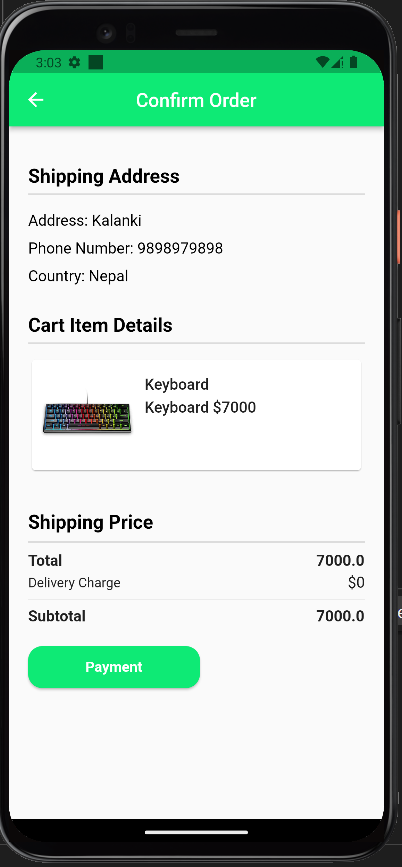 3:03
Confirm Order
Shipping Address
Address: Kalanki
Phone Number: 9898979898
Country: Nepal
Cart Item Details
Keyboard
Keyboard $7000
Shipping Price
Total 7000.0
Delivery Charge $0
Subtotal 7000.0
Payment